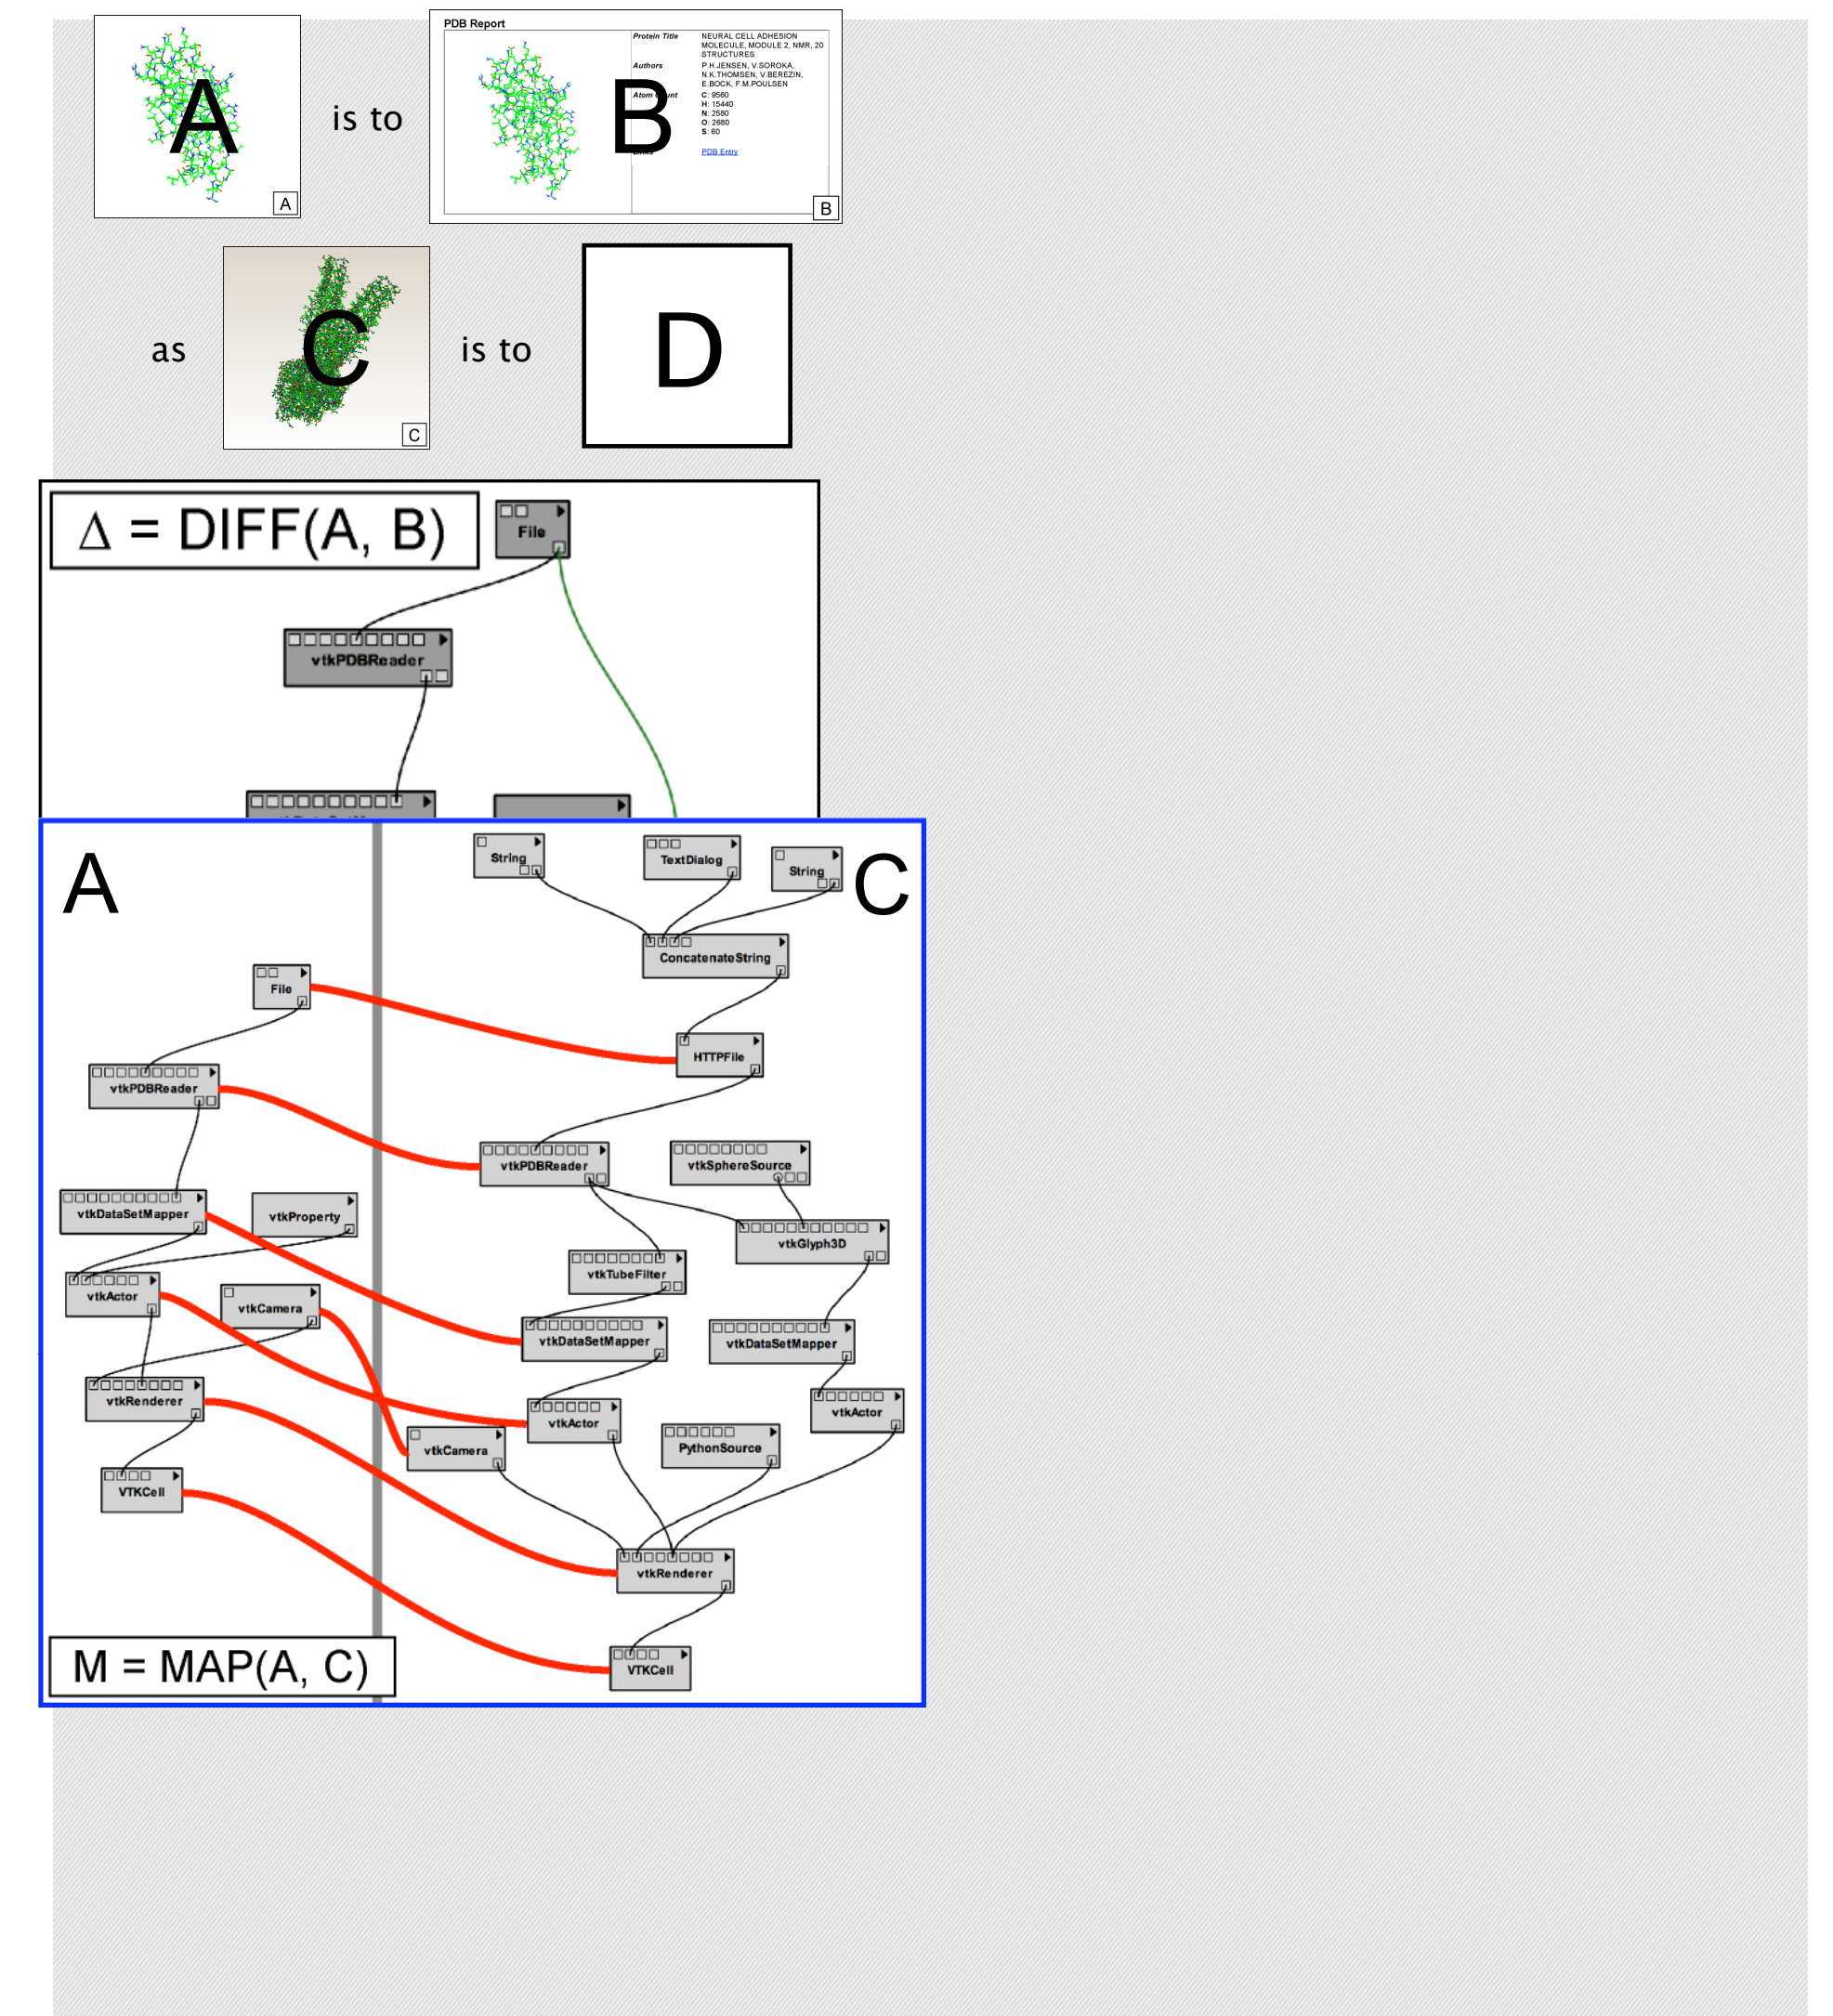 A
A
is to
PDB Report
Protein Title
NEURAL CELL ADHESION
MOLECULE, MODULE 2, NMR, 20
STRUCTURES
Authors
P.H.JENSEN, V.SOROKA,
N.K.THOMSEN, V.BEREZIN,
E.BOCK, F.M.POULSEN
C: 9560
H: 15440
N: 2580
O: 2680
S: 60
PDB Entry
B
B
as
C
C
is to
D
Δ = DIFF(A, B)
File
vtkPDBReader
A
C
String
TextDialog
String
ConcatenateString
File
HTTPFile
vtkPDBReader
vtkPDBReader
vtkSphereSource
vtkDataSetMapper
vtkProperty
vtkGlyph3D
vtkTubeFilter
vtkActor
vtkCamera
vtkDataSetMapper
vtkDataSetMapper
vtkRenderer
vtkActor
vtkActor
vtkCamera
PythonSource
VTKCell
vtkRenderer
VTKCell
M = MAP(A, C)